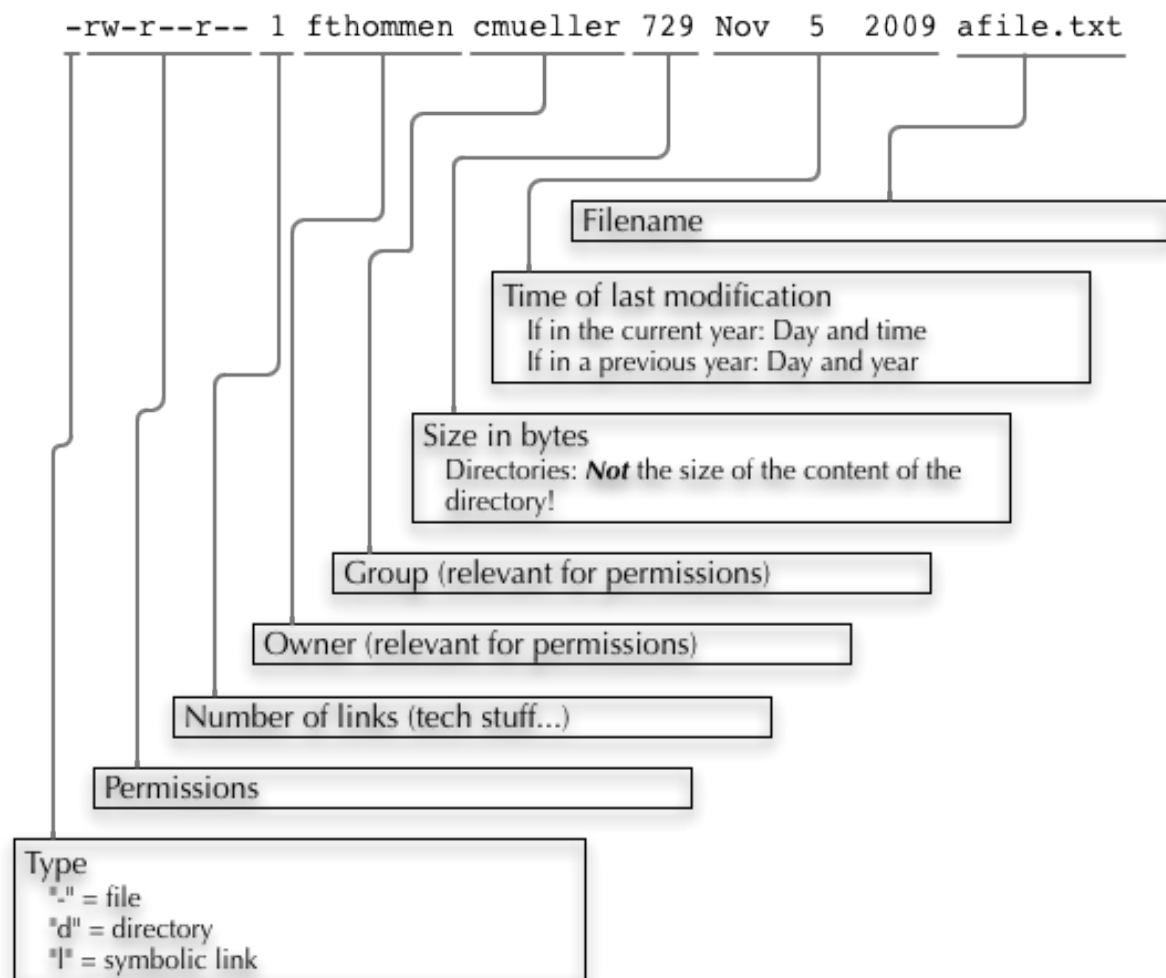 -rw-r--r-- 1 fthommen cmueller 729 Nov 5 2009 afile.txt
Filename
Time of last modification
If in the current year: Day and time
If in a previous year: Day and year
Size in bytes
Directories: Not the size of the content of the
directory!
Group (relevant for permissions)
Owner (relevant for permissions)
Number of links (tech stuff...)
Permissions
Type
"-" = file
"d" = directory
"l" = symbolic link